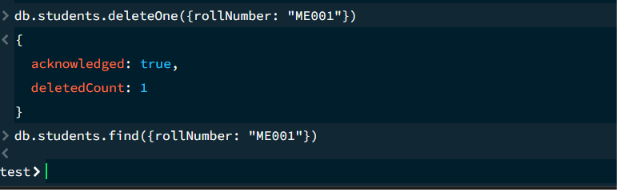 > db.students.deleteOne({rollNumber: "ME001"})
< {
acknowledged: true,
deletedCount: 1
}
> db.students.find({rollNumber: "ME001"})
<
test>